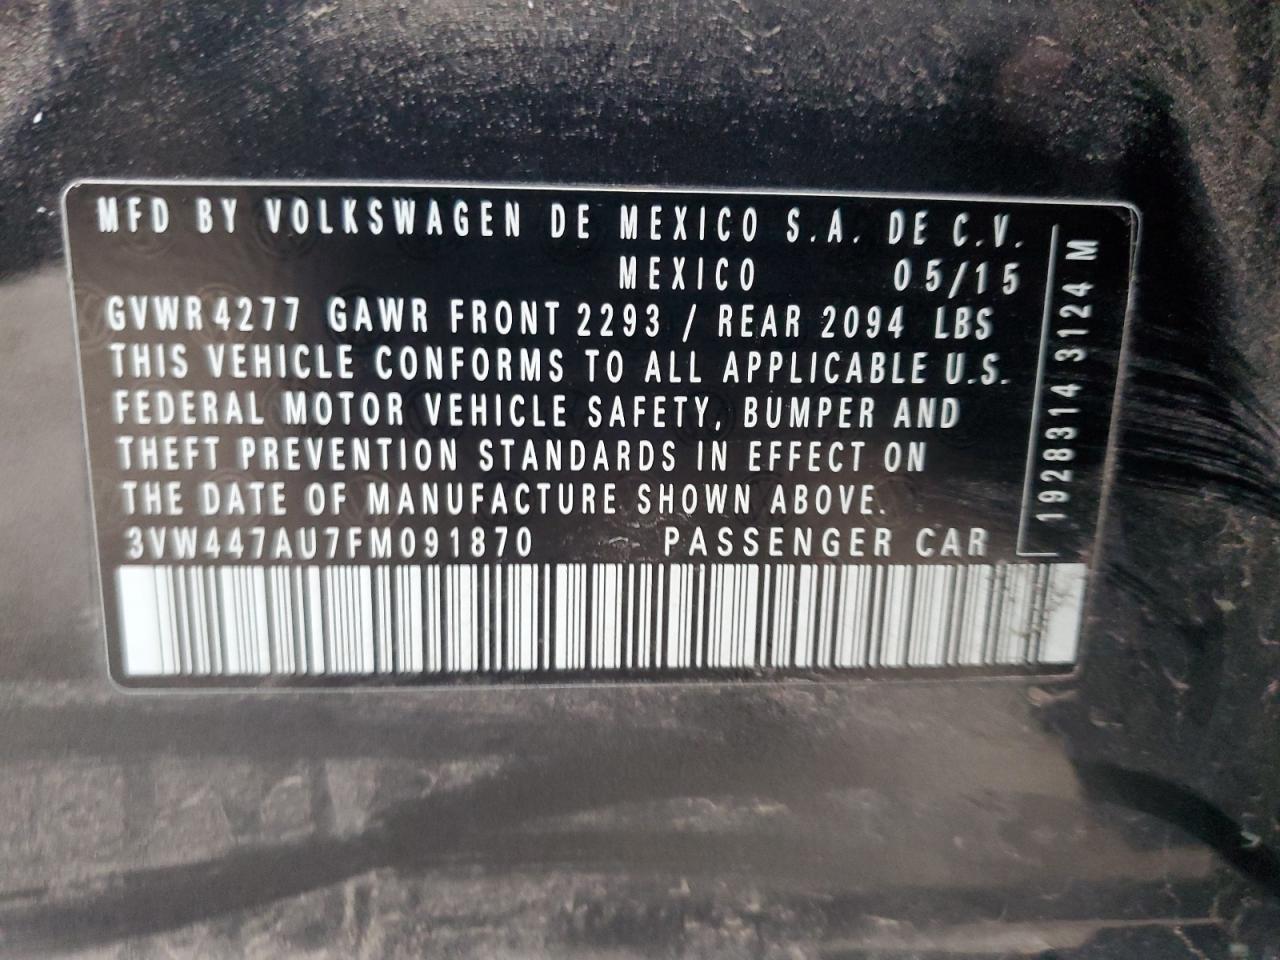 MFD BY VOLKSWAGEN DE MEXICO S.A. DE C.V.
MEXICO 05/15
GVWR 4277 GAWR FRONT 2293 / REAR 2094 LBS
THIS VEHICLE CONFORMS TO ALL APPLICABLE U.S.
FEDERAL MOTOR VEHICLE SAFETY, BUMPER AND
THEFT PREVENTION STANDARDS IN EFFECT ON
THE DATE OF MANUFACTURE SHOWN ABOVE.
3VW447AU7FM091870 PASSENGER CAR
1928314 3124 M